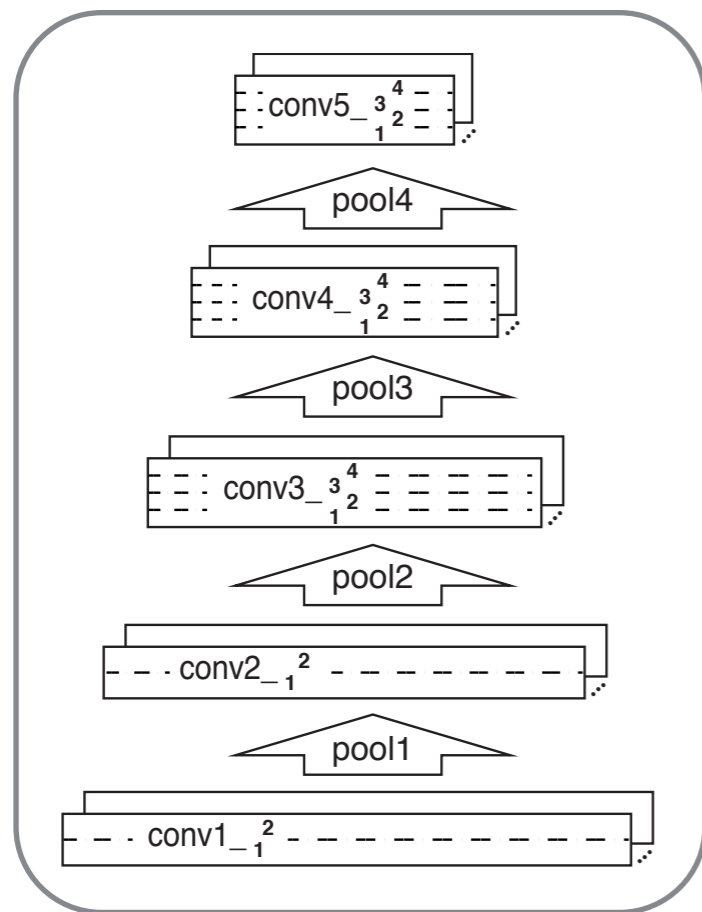 conv5_ 1 2 3 4
pool4
conv4_ 1 2 3 4
pool3
conv3_ 1 2 3 4
pool2
conv2_ 1 2
pool1
conv1_ 1 2